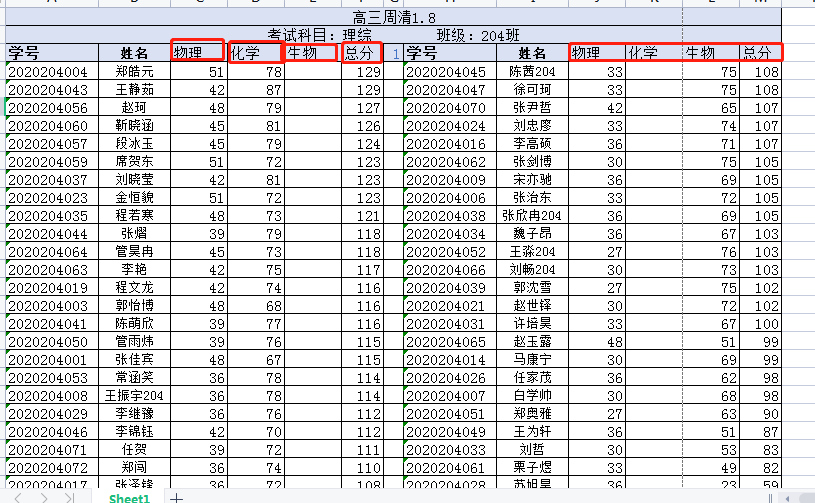 高三周清1.8
考试科目：理综 班级：204班
学号 姓名 物理 化学 生物 总分 1 学号 姓名 物理 化学 生物 总分
2020204004 郑皓元 51 78 129 2020204045 陈茜204 33 75 108
2020204043 王静茹 42 87 129 2020204047 徐可珂 33 75 108
2020204056 赵珂 48 79 127 2020204070 张尹哲 42 65 107
2020204060 靳晓涵 45 81 126 2020204024 刘忠廖 33 74 107
2020204057 段冰玉 45 79 124 2020204016 李高硕 36 71 107
2020204059 席贺东 51 72 123 2020204062 张剑博 30 75 105
2020204037 刘晓莹 42 81 123 2020204009 宋亦驰 36 69 105
2020204023 金恒貌 51 72 123 2020204006 张治东 33 72 105
2020204035 程若寒 48 73 121 2020204038 张欣冉204 36 69 105
2020204044 张熠 39 79 118 2020204034 魏子昂 36 67 103
2020204064 管昊冉 45 73 118 2020204052 王淼204 27 76 103
2020204063 李艳 42 75 117 2020204066 刘畅204 30 73 103
2020204019 程文龙 42 74 116 2020204039 郭沈雪 27 75 102
2020204003 郭怡博 48 68 116 2020204021 赵世铎 30 72 102
2020204041 陈萌欣 39 77 116 2020204031 许培昊 33 67 100
2020204050 管雨炜 39 76 115 2020204065 赵玉露 48 51 99
2020204001 张佳宾 48 67 115 2020204014 马康宁 30 69 99
2020204053 常涵笑 36 78 114 2020204026 任家茂 36 62 98
2020204008 王振宇204 36 78 114 2020204007 白学帅 30 68 98
2020204029 李继豫 36 76 112 2020204051 郑奥雅 27 63 90
2020204046 李锦钰 42 70 112 2020204049 王为轩 36 51 87
2020204071 任贺 39 72 111 2020204033 刘哲 30 53 83
2020204072 郑闯 36 74 110 2020204061 栗子煜 33 49 82
2020204017 张泽锋 36 72 108 2020204028 苏旭昊 36 23 59
Sheet1